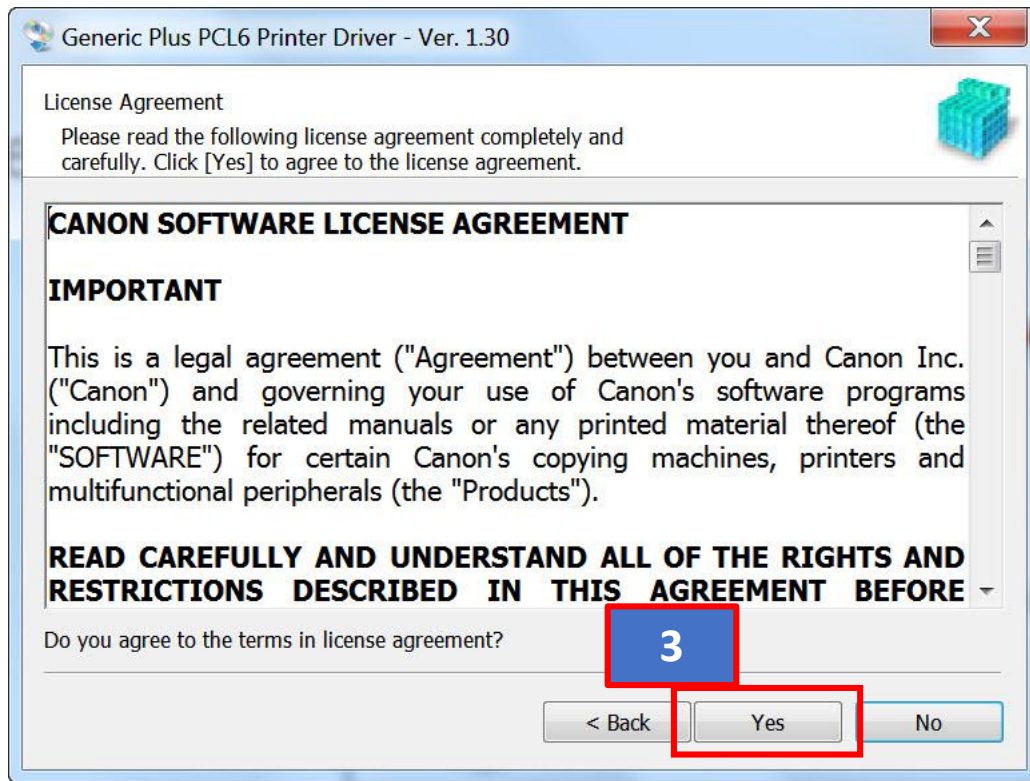 Generic Plus PCL6 Printer Driver - Ver. 1.30
License Agreement
Please read the following license agreement completely and
carefully. Click [Yes] to agree to the license agreement.
CANON SOFTWARE LICENSE AGREEMENT
IMPORTANT
This is a legal agreement ("Agreement") between you and Canon Inc.
("Canon") and governing your use of Canon's software programs
including the related manuals or any printed material thereof (the
"SOFTWARE") for certain Canon's copying machines, printers and
multifunctional peripherals (the "Products").
READ CAREFULLY AND UNDERSTAND ALL OF THE RIGHTS AND
RESTRICTIONS DESCRIBED IN THIS AGREEMENT BEFORE
Do you agree to the terms in license agreement?
3
< Back Yes No